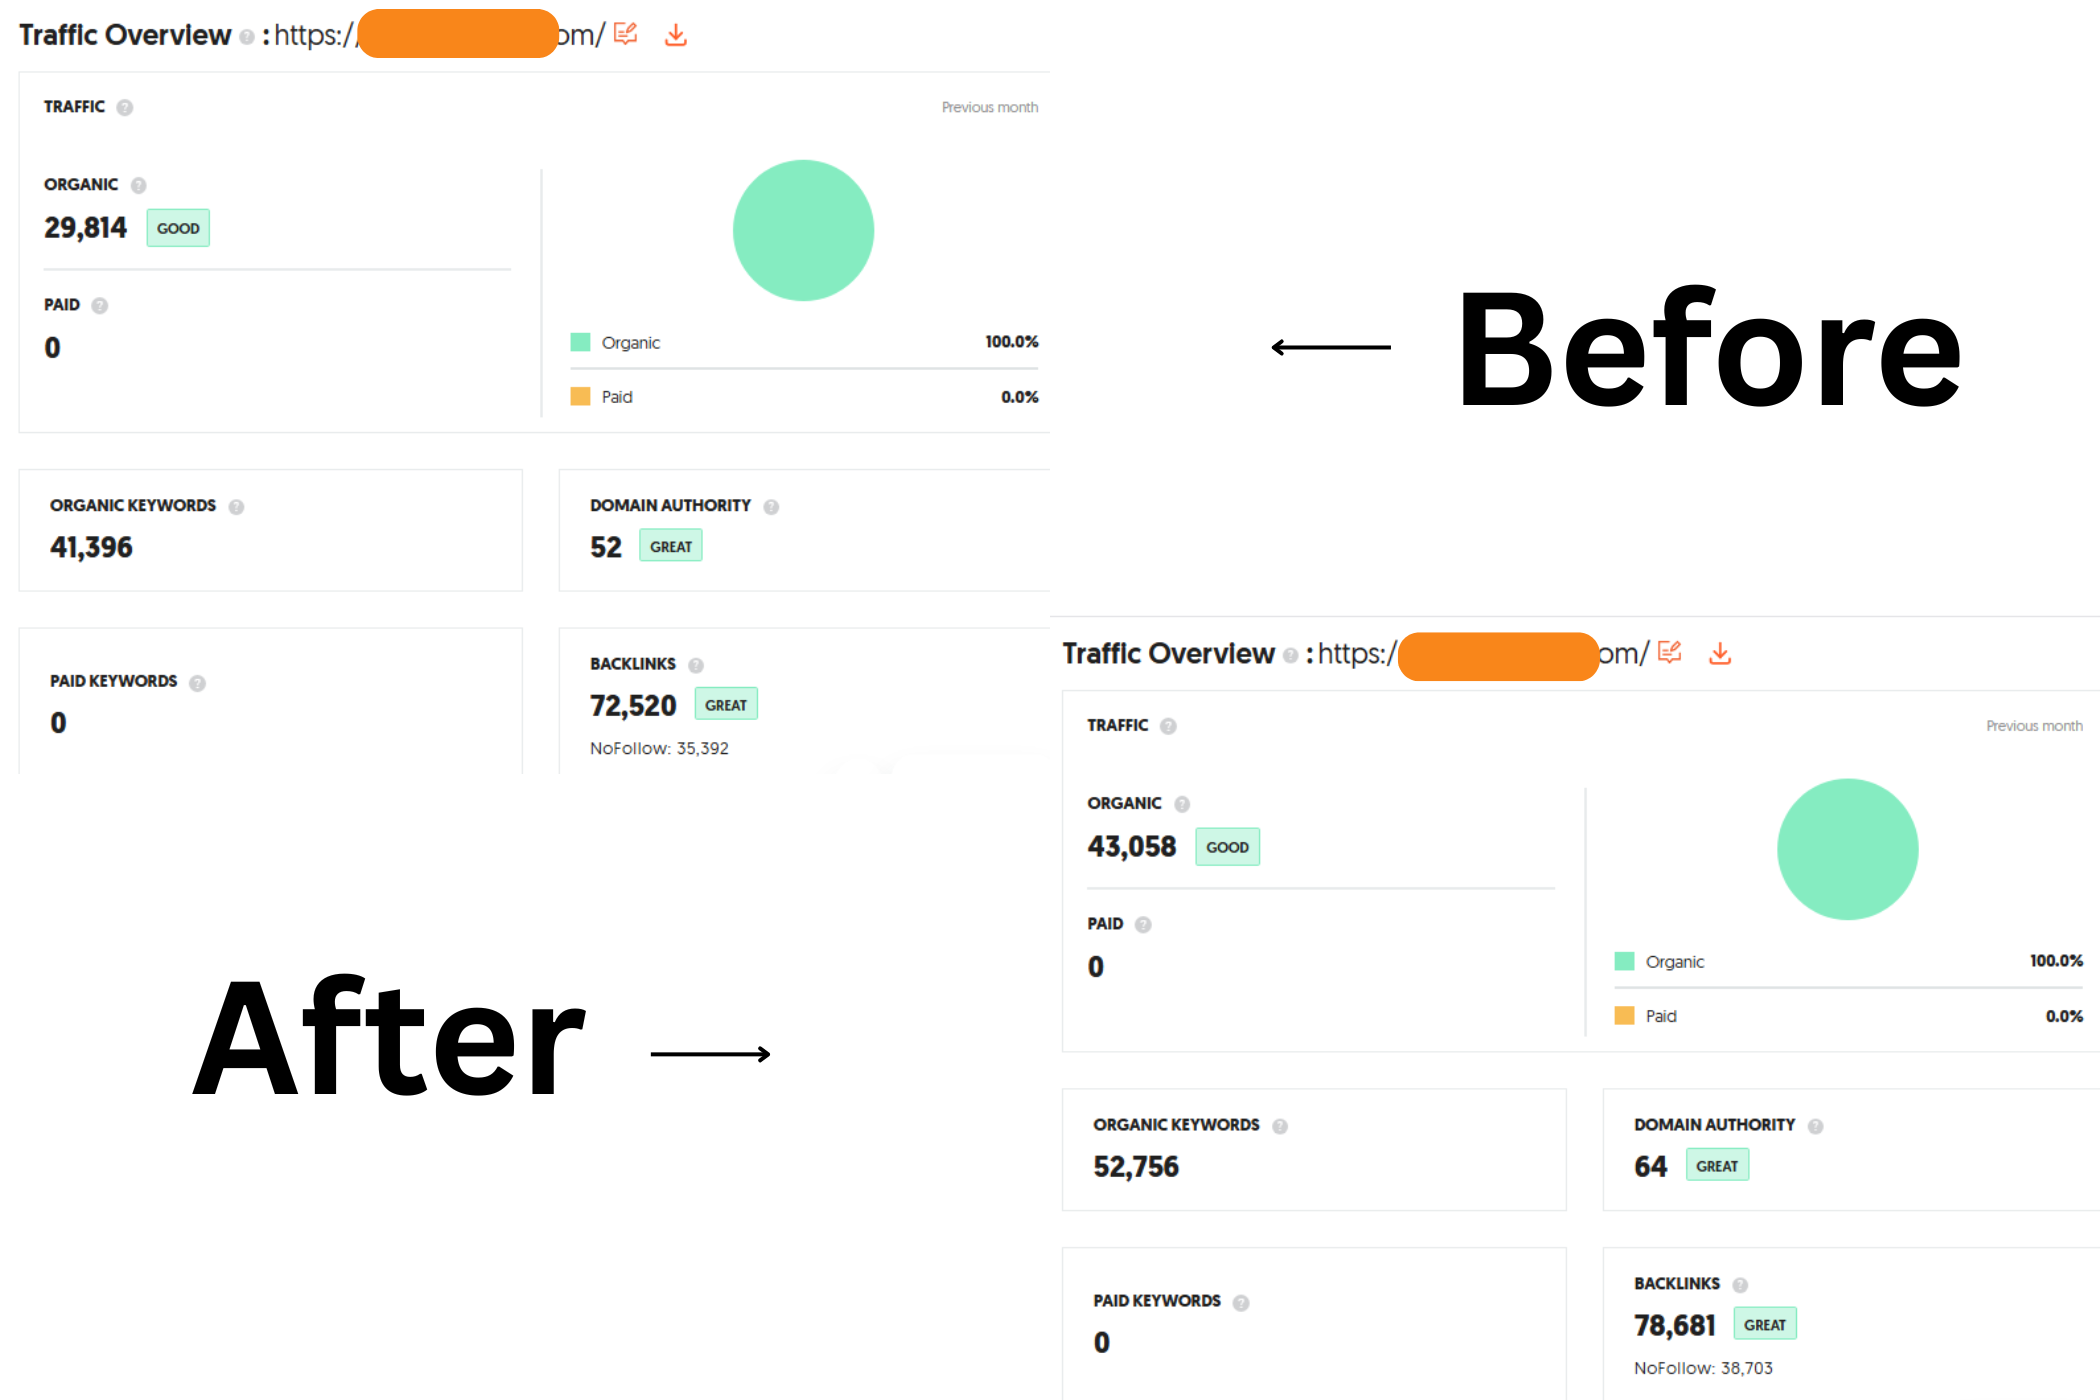 Traffic Overview : https:/ om/
TRAFFIC
Previous month
ORGANIC
29,814 GOOD
PAID
0
Organic 100.0%
Paid 0.0%
ORGANIC KEYWORDS
41,396
DOMAIN AUTHORITY
52 GREAT
PAID KEYWORDS
0
BACKLINKS
72,520 GREAT
NoFollow: 35,392
Before
After
Traffic Overview : https:/ om/
TRAFFIC
Previous month
ORGANIC
43,058 GOOD
PAID
0
Organic 100.0%
Paid 0.0%
ORGANIC KEYWORDS
52,756
DOMAIN AUTHORITY
64 GREAT
PAID KEYWORDS
0
BACKLINKS
78,681 GREAT
NoFollow: 38,703